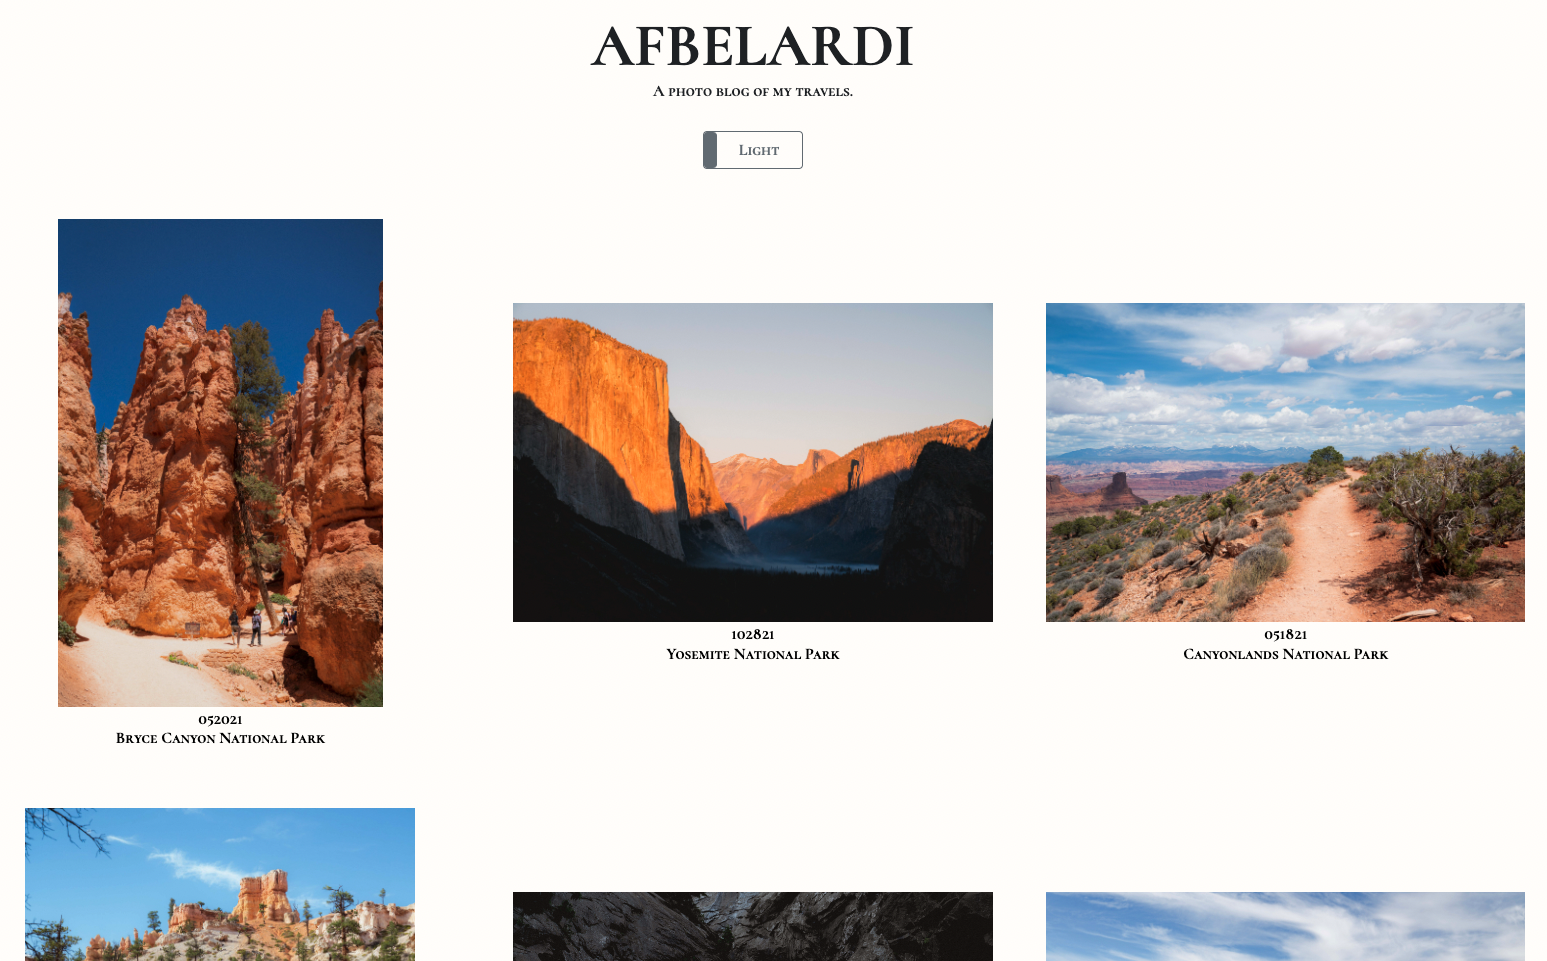 AFBELARDI
A photo blog of my travels.
Light
052021
Bryce Canyon National Park
102821
Yosemite National Park
051821
Canyonlands National Park